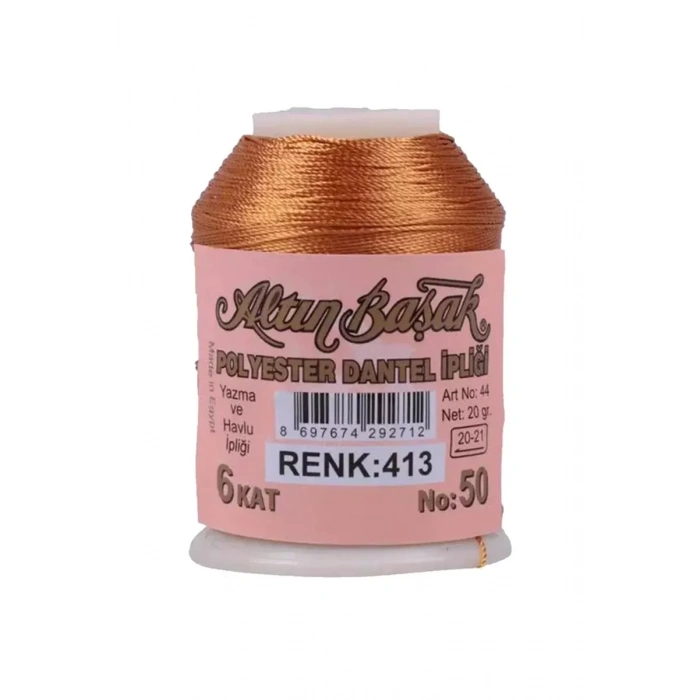 Altın Başak
POLYESTER DANTEL İPLİĞİ
Made in Egypt
Yazma
ve
Havlu
İpliği
Art No: 44
Net: 20 gr.
20-21
8 697674 292712
RENK:413
6 KAT
No: 50